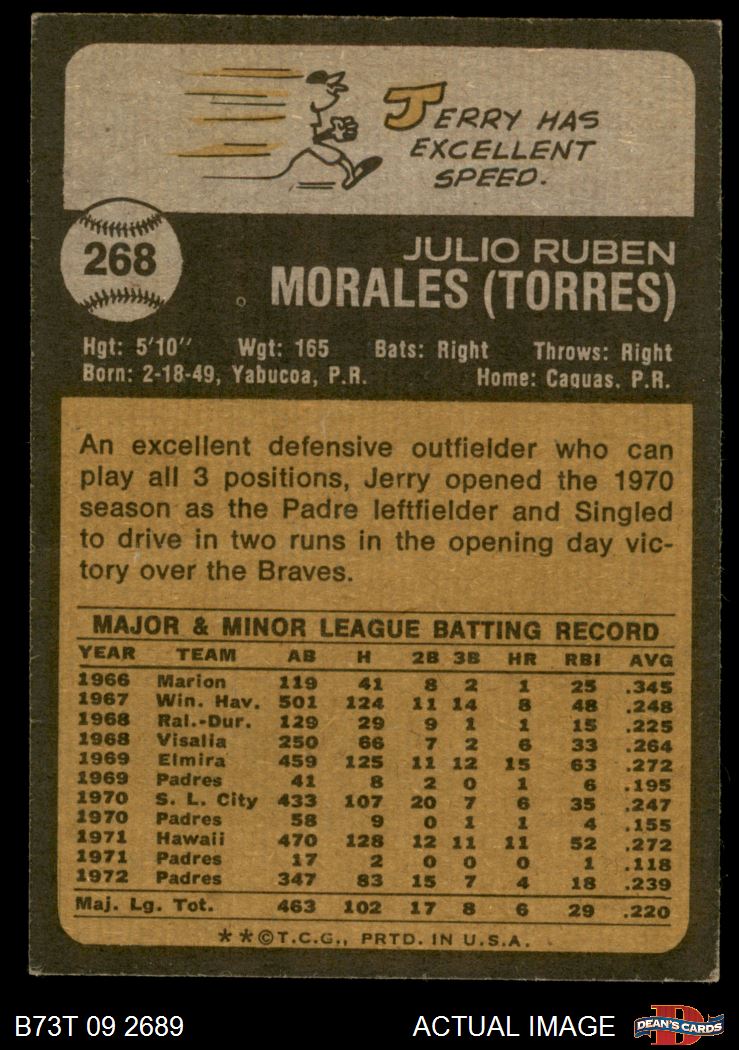 JERRY HAS
EXCELLENT
SPEED.
268
JULIO RUBEN
MORALES (TORRES)
Hgt: 5'10'' Wgt: 165 Bats: Right Throws: Right
Born: 2-18-49, Yabucoa, P.R. Home: Caguas, P.R.
An excellent defensive outfielder who can
play all 3 positions, Jerry opened the 1970
season as the Padre leftfielder and Singled
to drive in two runs in the opening day vic-
tory over the Braves.
MAJOR & MINOR LEAGUE BATTING RECORD
YEAR TEAM AB H 2B 3B HR RBI AVG
1966 Marion 119 41 8 2 1 25 .345
1967 Win. Hav. 501 124 11 14 8 48 .248
1968 Ral.-Dur. 129 29 9 1 1 15 .225
1968 Visalia 250 66 7 2 6 33 .264
1969 Elmira 459 125 11 12 15 63 .272
1969 Padres 41 8 2 0 1 6 .195
1970 S. L. City 433 107 20 7 6 35 .247
1970 Padres 58 9 0 1 1 4 .155
1971 Hawaii 470 128 12 11 11 52 .272
1971 Padres 17 2 0 0 0 1 .118
1972 Padres 347 83 15 7 4 18 .239
Maj. Lg. Tot. 463 102 17 8 6 29 .220
**©T.C.G., PRTD. IN U.S.A.
B73T 09 2689 ACTUAL IMAGE D DEAN'S CARDS